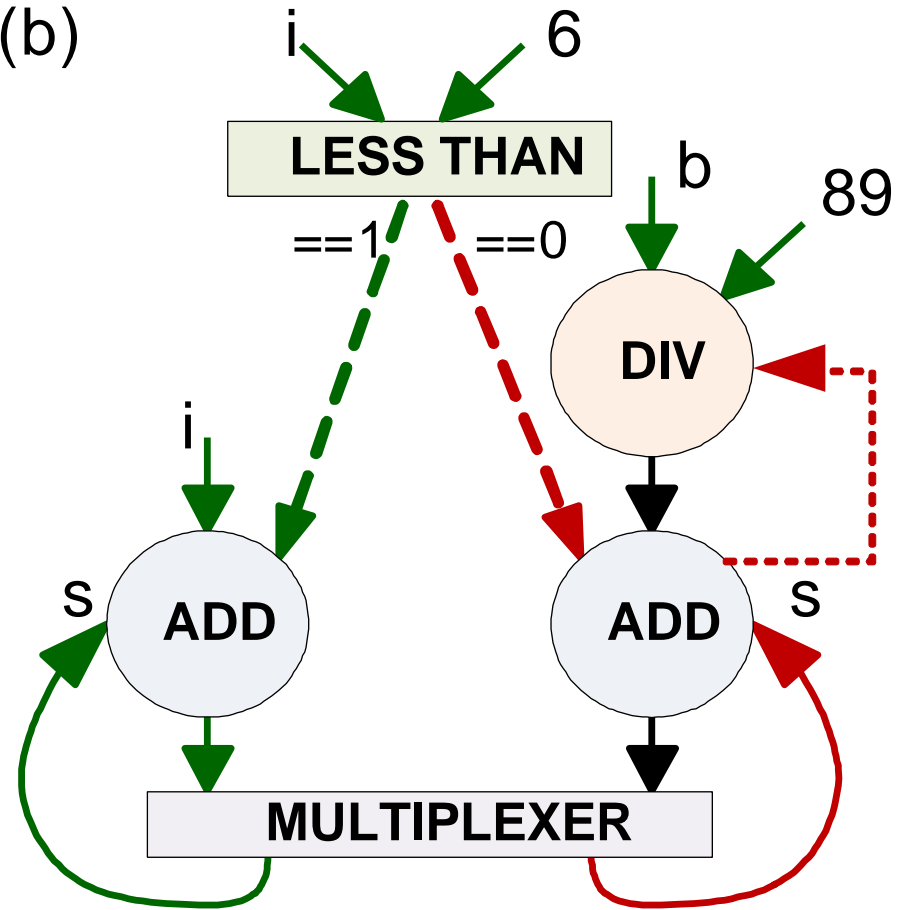 (b)
i
6
LESS THAN
==1
==0
b
89
DIV
i
s
ADD
ADD
s
MULTIPLEXER